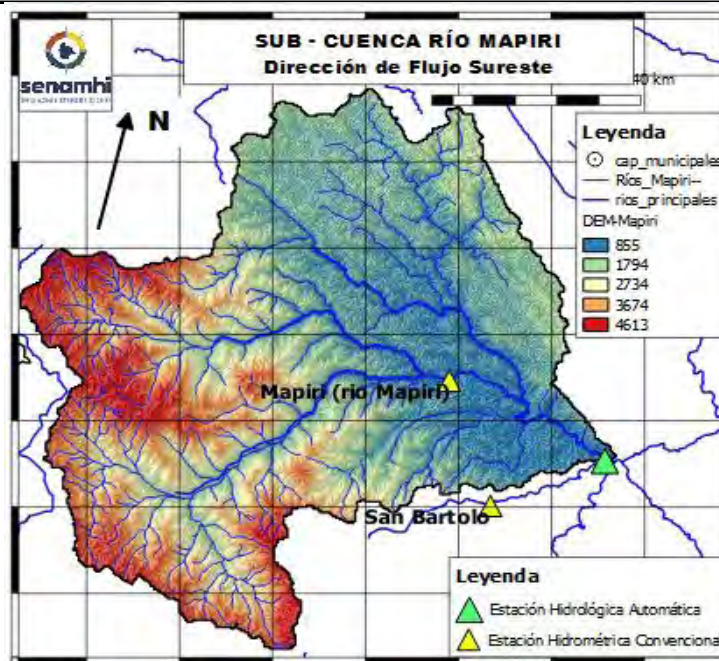 SUB - CUENCA RÍO MAPIRI
Dirección de Flujo Sureste
senamhi
N
40 km
Leyenda
cap_municipales
Ríos_Mapiri--
rios_principales
DEM-Mapiri
855
1794
2734
3674
4613
Mapiri (rio Mapiri)
San Bartolo
Leyenda
Estación Hidrológica Automática
Estación Hidrométrica Convencional